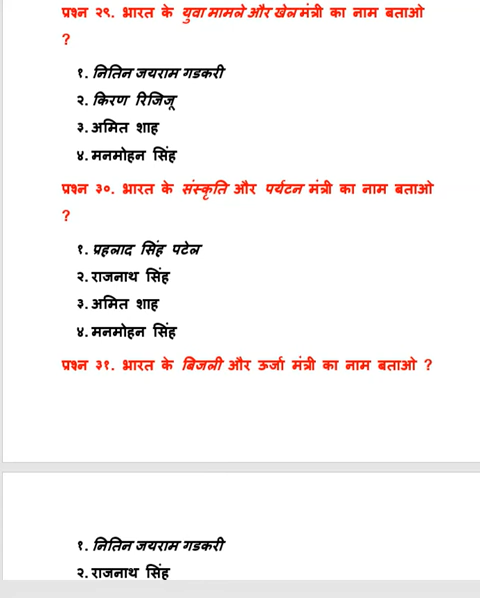 प्रश्न २९. भारत के युवा मामले और खेल मंत्री का नाम बताओ
?
१. नितिन जयराम गडकरी
२. किरण रिजिजू
३. अमित शाह
४. मनमोहन सिंह
प्रश्न ३०. भारत के संस्कृति और पर्यटन मंत्री का नाम बताओ
?
१. प्रहलाद सिंह पटेल
२. राजनाथ सिंह
३. अमित शाह
४. मनमोहन सिंह
प्रश्न ३१. भारत के बिजली और ऊर्जा मंत्री का नाम बताओ ?
१. नितिन जयराम गडकरी
२. राजनाथ सिंह